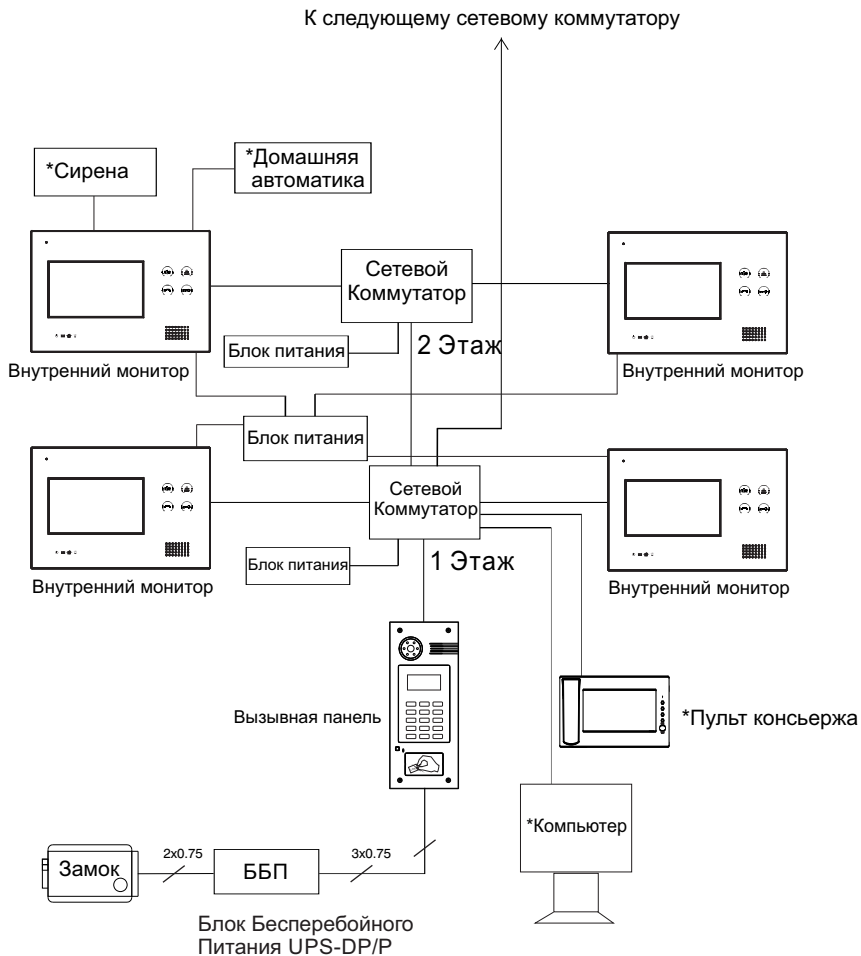 К следующему сетевому коммутатору
*Сирена
*Домашняя
автоматика
Сетевой
Коммутатор
Блок питания
2 Этаж
Внутренний монитор
Внутренний монитор
Блок питания
Сетевой
Коммутатор
Блок питания
1 Этаж
Внутренний монитор
Внутренний монитор
Вызывная панель
*Пульт консьержа
*Компьютер
Замок
2x0.75
ББП
3x0.75
Блок Бесперебойного
Питания UPS-DP/P